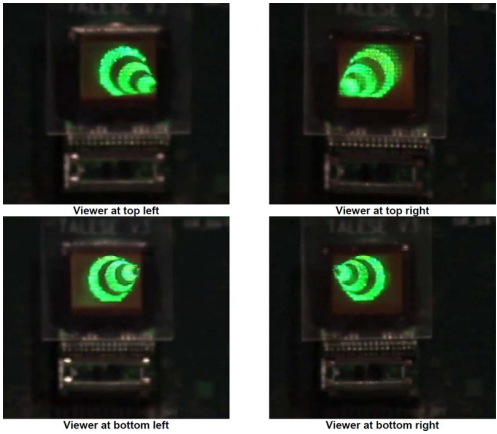 TALESE V3
Viewer at top left
TALESE V3
Viewer at top right
TALESE V3
Viewer at bottom left
TALESE V3
Viewer at bottom right